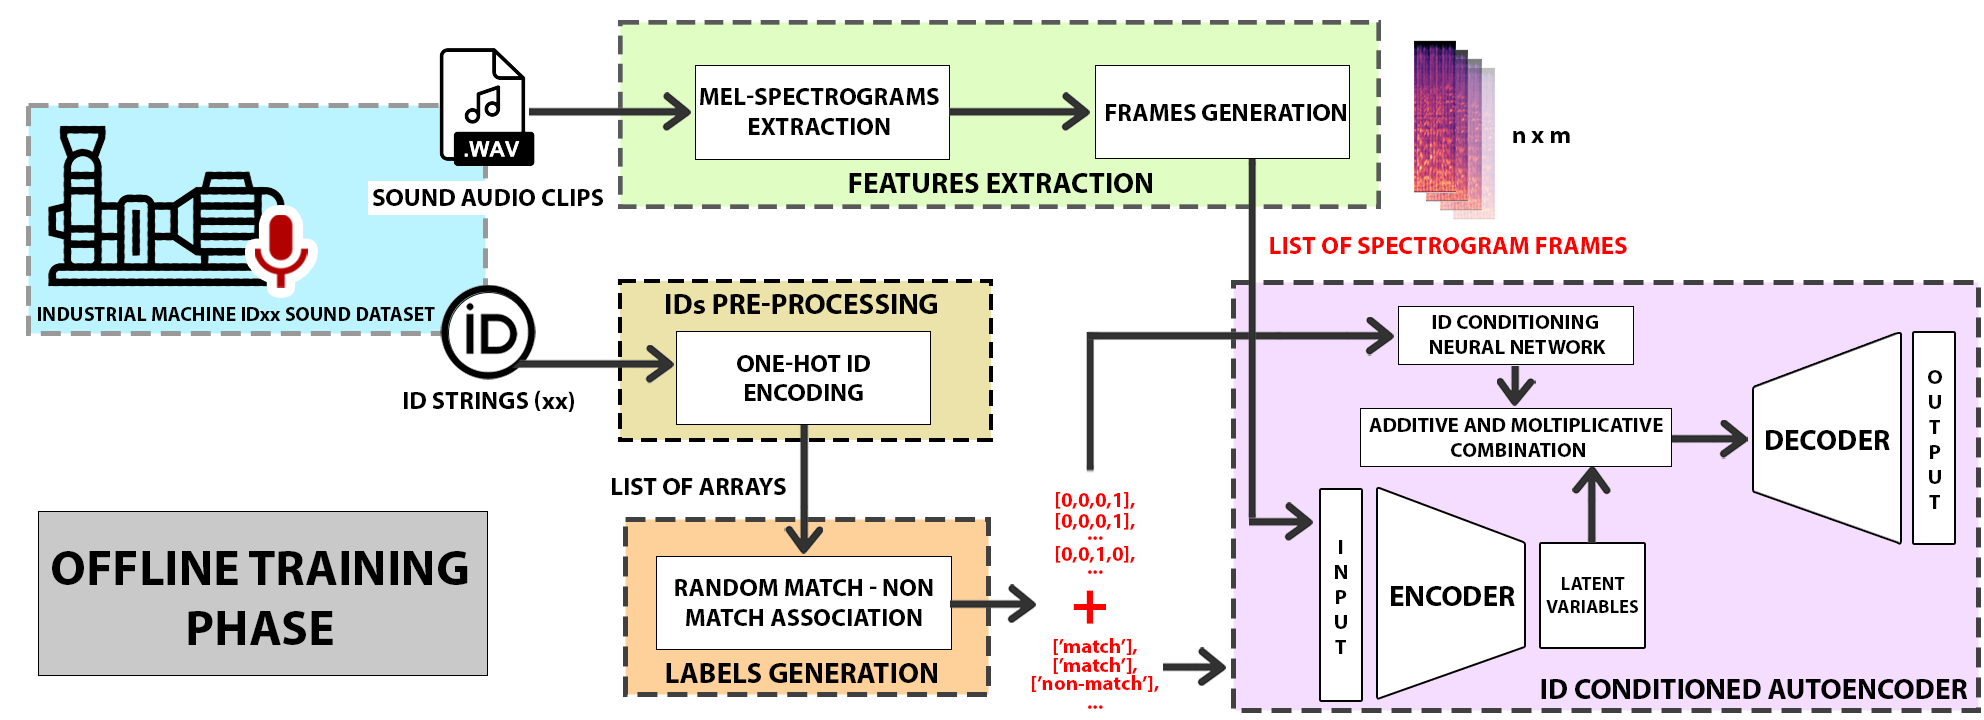 .WAV
SOUND AUDIO CLIPS
INDUSTRIAL MACHINE IDxx SOUND DATASET
iD
ID STRINGS (xx)
OFFLINE TRAINING
PHASE
MEL-SPECTROGRAMS
EXTRACTION
FRAMES GENERATION
FEATURES EXTRACTION
n x m
LIST OF SPECTROGRAM FRAMES
IDs PRE-PROCESSING
ONE-HOT ID
ENCODING
LIST OF ARRAYS
RANDOM MATCH - NON
MATCH ASSOCIATION
LABELS GENERATION
[0,0,0,1],
[0,0,0,1],
...
[0,0,1,0],
...
+
['match'],
['match'],
['non-match'],
...
ID CONDITIONING
NEURAL NETWORK
ADDITIVE AND MOLTIPLICATIVE
COMBINATION
INPUT
ENCODER
LATENT
VARIABLES
DECODER
OUTPUT
ID CONDITIONED AUTOENCODER